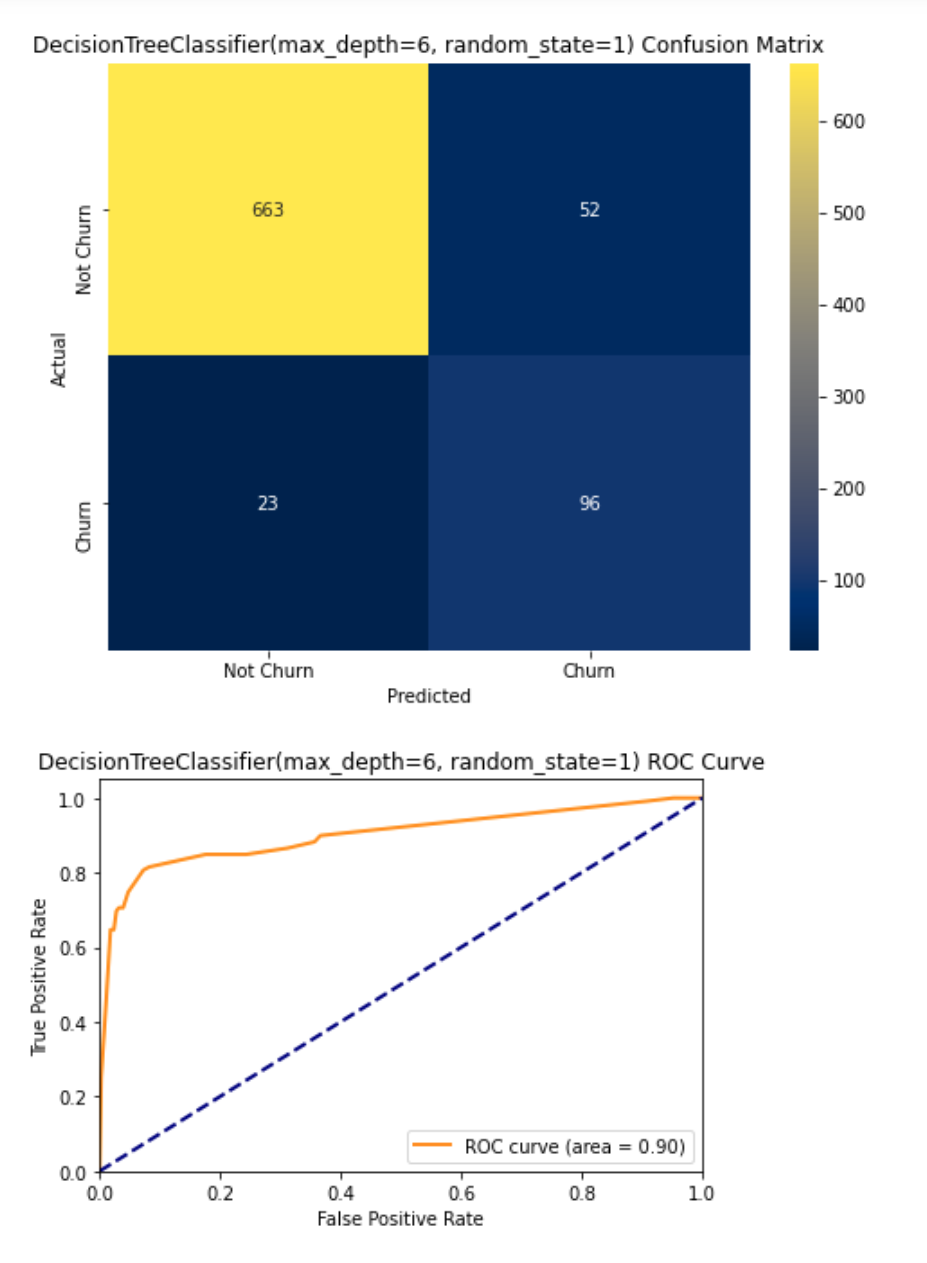 DecisionTreeClassifier(max_depth=6, random_state=1) Confusion Matrix
600
500
400
300
200
100
Actual
Not Churn
663
52
Churn
23
96
Not Churn
Churn
Predicted
DecisionTreeClassifier(max_depth=6, random_state=1) ROC Curve
True Positive Rate
1.0
0.8
0.6
0.4
0.2
0.0
ROC curve (area = 0.90)
0.0
0.2
0.4
0.6
0.8
1.0
False Positive Rate